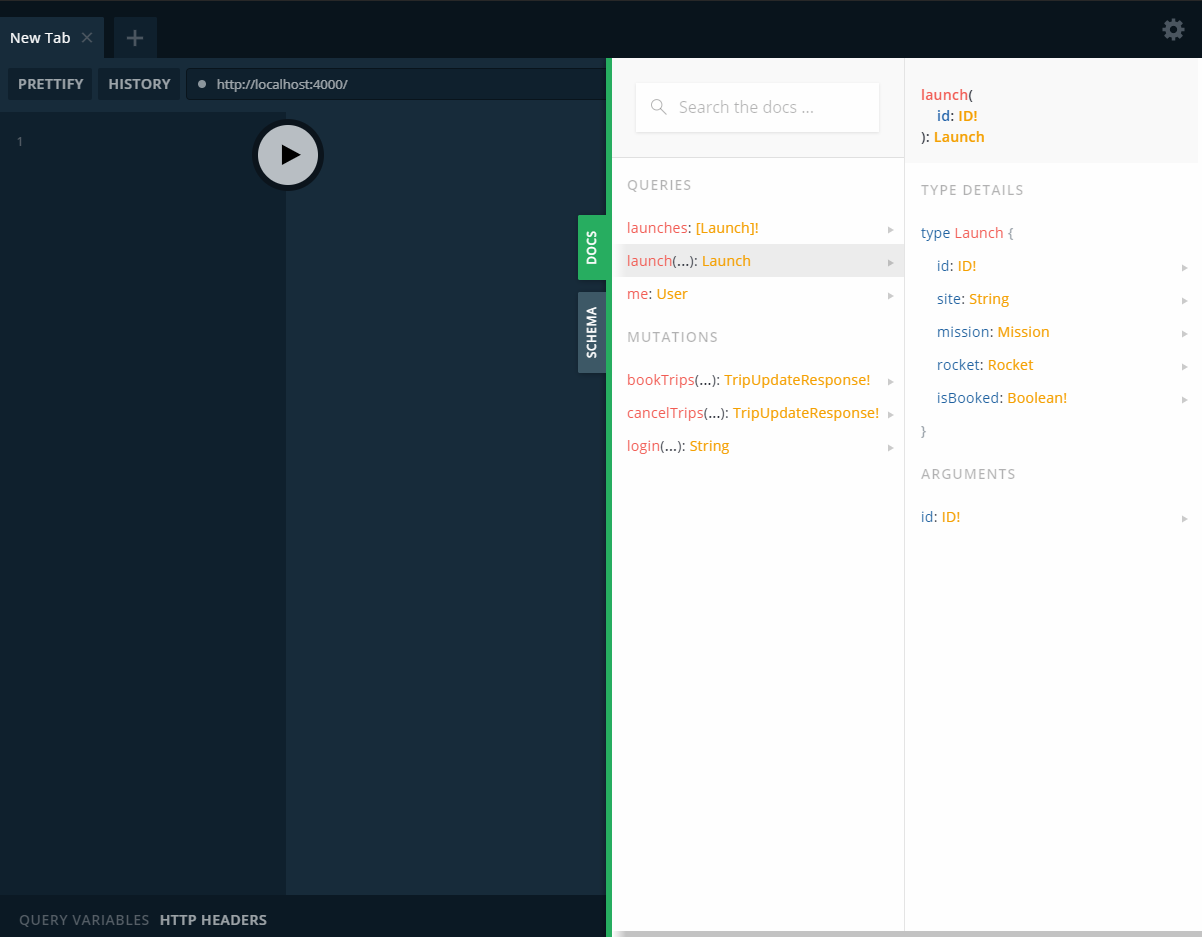 New Tab
PRETTIFY
HISTORY
http://localhost:4000/
1
DOCS
SCHEMA
QUERY VARIABLES
HTTP HEADERS
Search the docs ...
QUERIES
launches: [Launch]!
launch(...): Launch
me: User
MUTATIONS
bookTrips(...): TripUpdateResponse!
cancelTrips(...): TripUpdateResponse!
login(...): String
launch(
id: ID!
): Launch
TYPE DETAILS
type Launch {
id: ID!
site: String
mission: Mission
rocket: Rocket
isBooked: Boolean!
}
ARGUMENTS
id: ID!